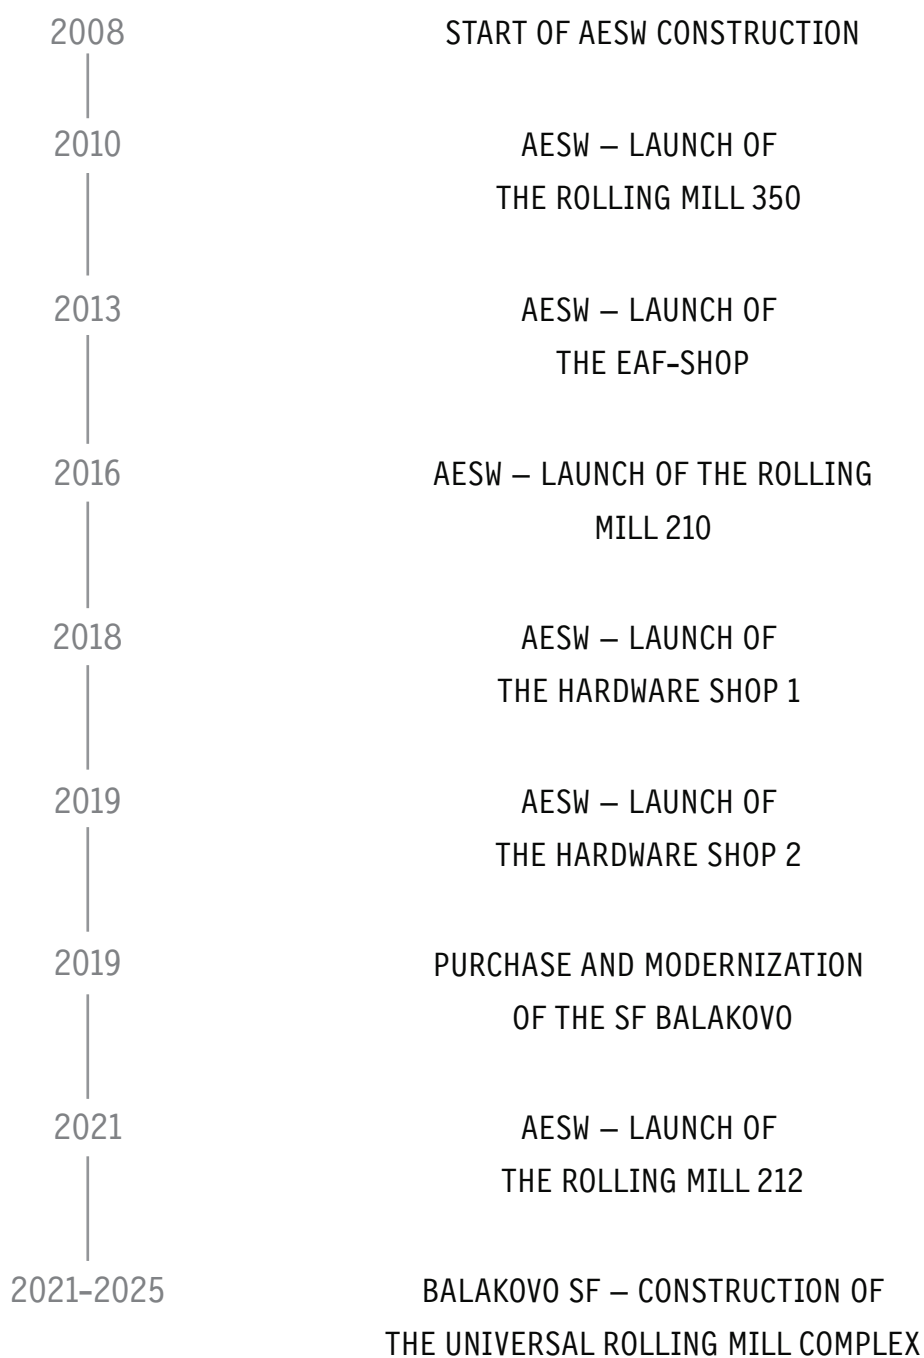 2008 START OF AESW CONSTRUCTION
2010 AESW – LAUNCH OF
THE ROLLING MILL 350
2013 AESW – LAUNCH OF
THE EAF-SHOP
2016 AESW – LAUNCH OF THE ROLLING
MILL 210
2018 AESW – LAUNCH OF
THE HARDWARE SHOP 1
2019 AESW – LAUNCH OF
THE HARDWARE SHOP 2
2019 PURCHASE AND MODERNIZATION
OF THE SF BALAKOVO
2021 AESW – LAUNCH OF
THE ROLLING MILL 212
2021-2025 BALAKOVO SF – CONSTRUCTION OF
THE UNIVERSAL ROLLING MILL COMPLEX